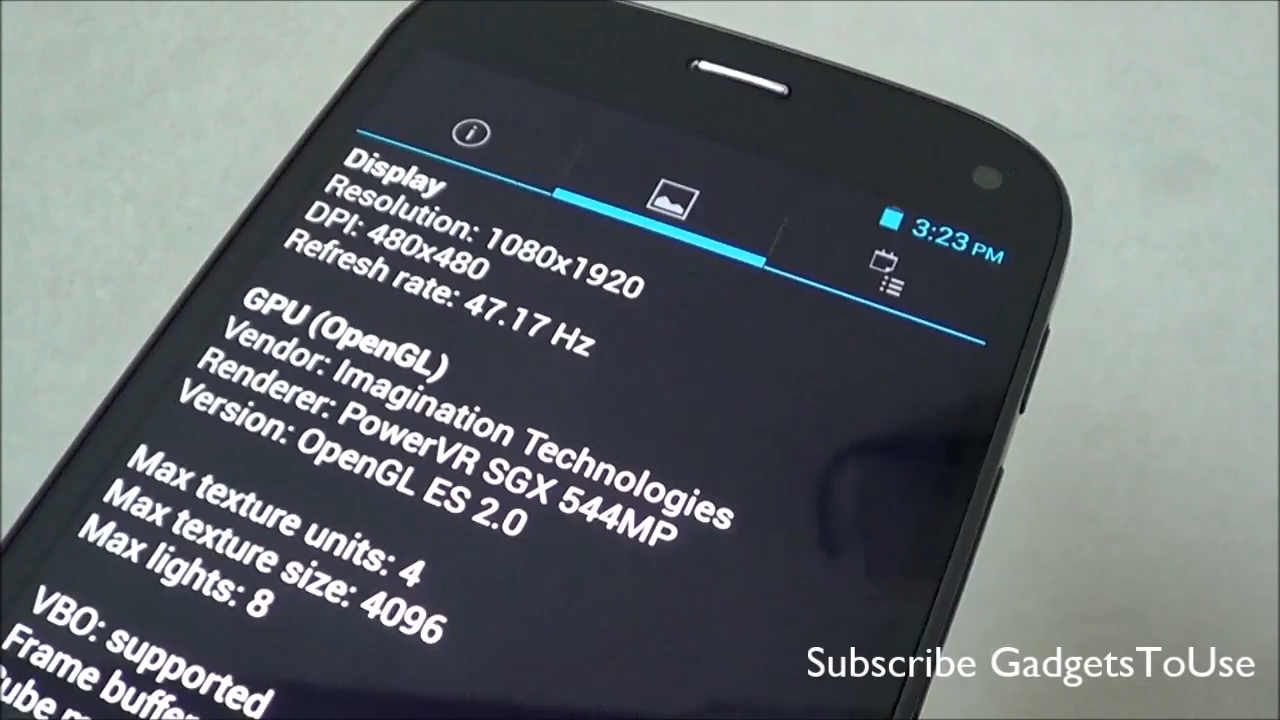 3:23 PM
Display
Resolution: 1080x1920
DPI: 480x480
Refresh rate: 47.17 Hz
GPU (OpenGL)
Vendor: Imagination Technologies
Renderer: PowerVR SGX 544MP
Version: OpenGL ES 2.0
Max texture units: 4
Max texture size: 4096
Max lights: 8
VBO: supported
Frame
Subscribe GadgetsToUse